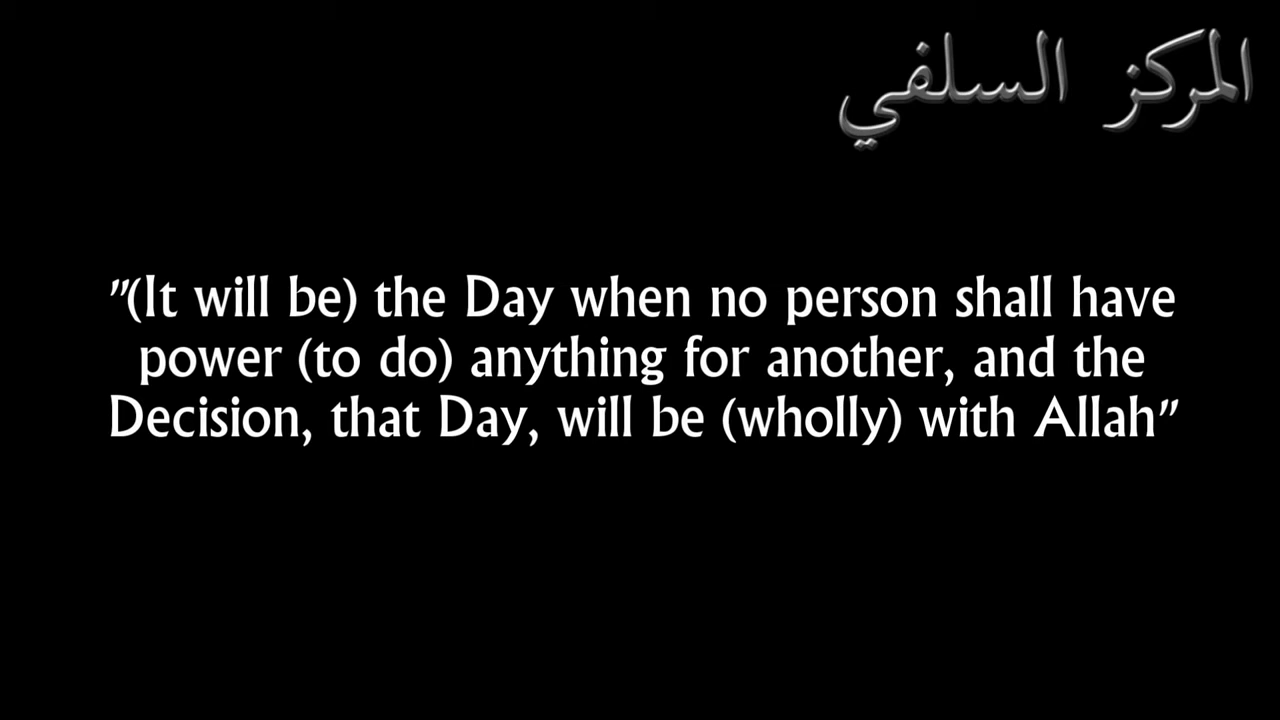 المركز السلفي
"(It will be) the Day when no person shall have
power (to do) anything for another, and the
Decision, that Day, will be (wholly) with Allah"